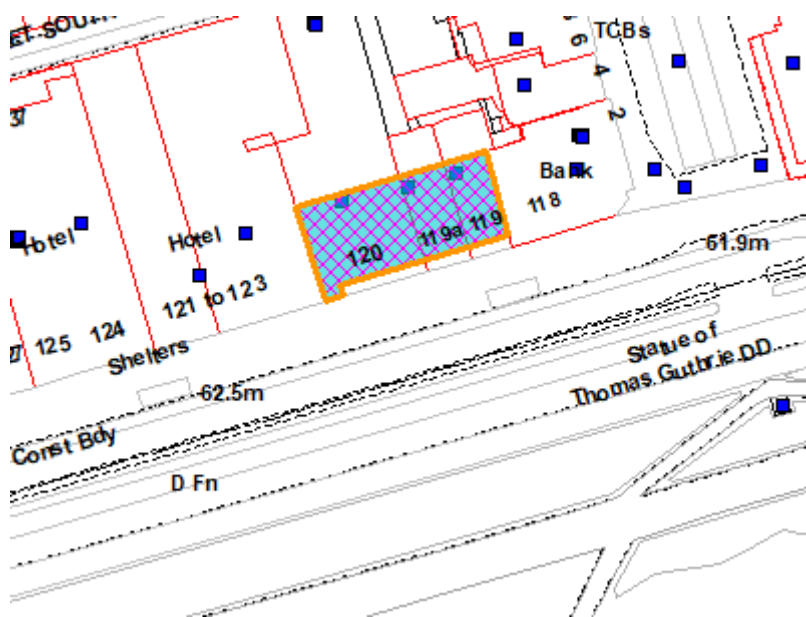 TCBs
6
4
2
37
Bank
118
119
119a
120
Hotel
Hotel
61.9m
121 to 123
124
125
Shelters
62.5m
Statue of
Thomas Guthrie DD
Const Bdy
D Fn